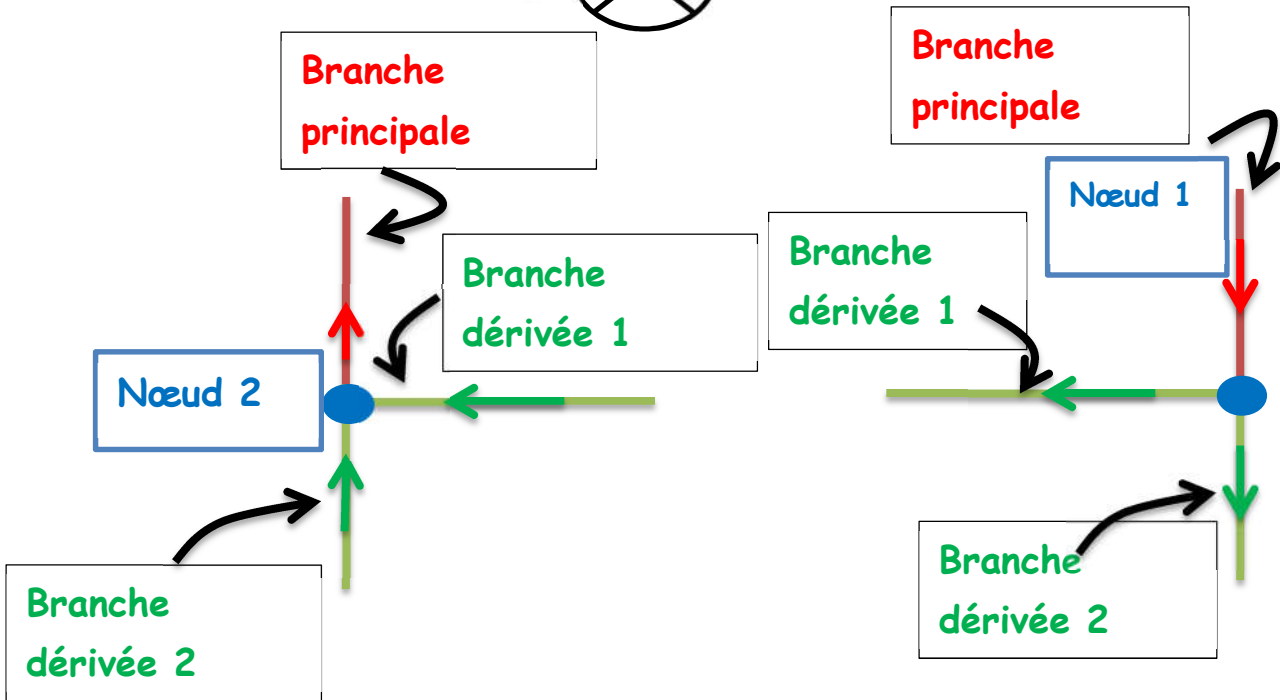 Branche
principale
Branche
dérivée 1
Nœud 2
Branche
dérivée 2
Branche
principale
Nœud 1
Branche
dérivée 1
Branche
dérivée 2